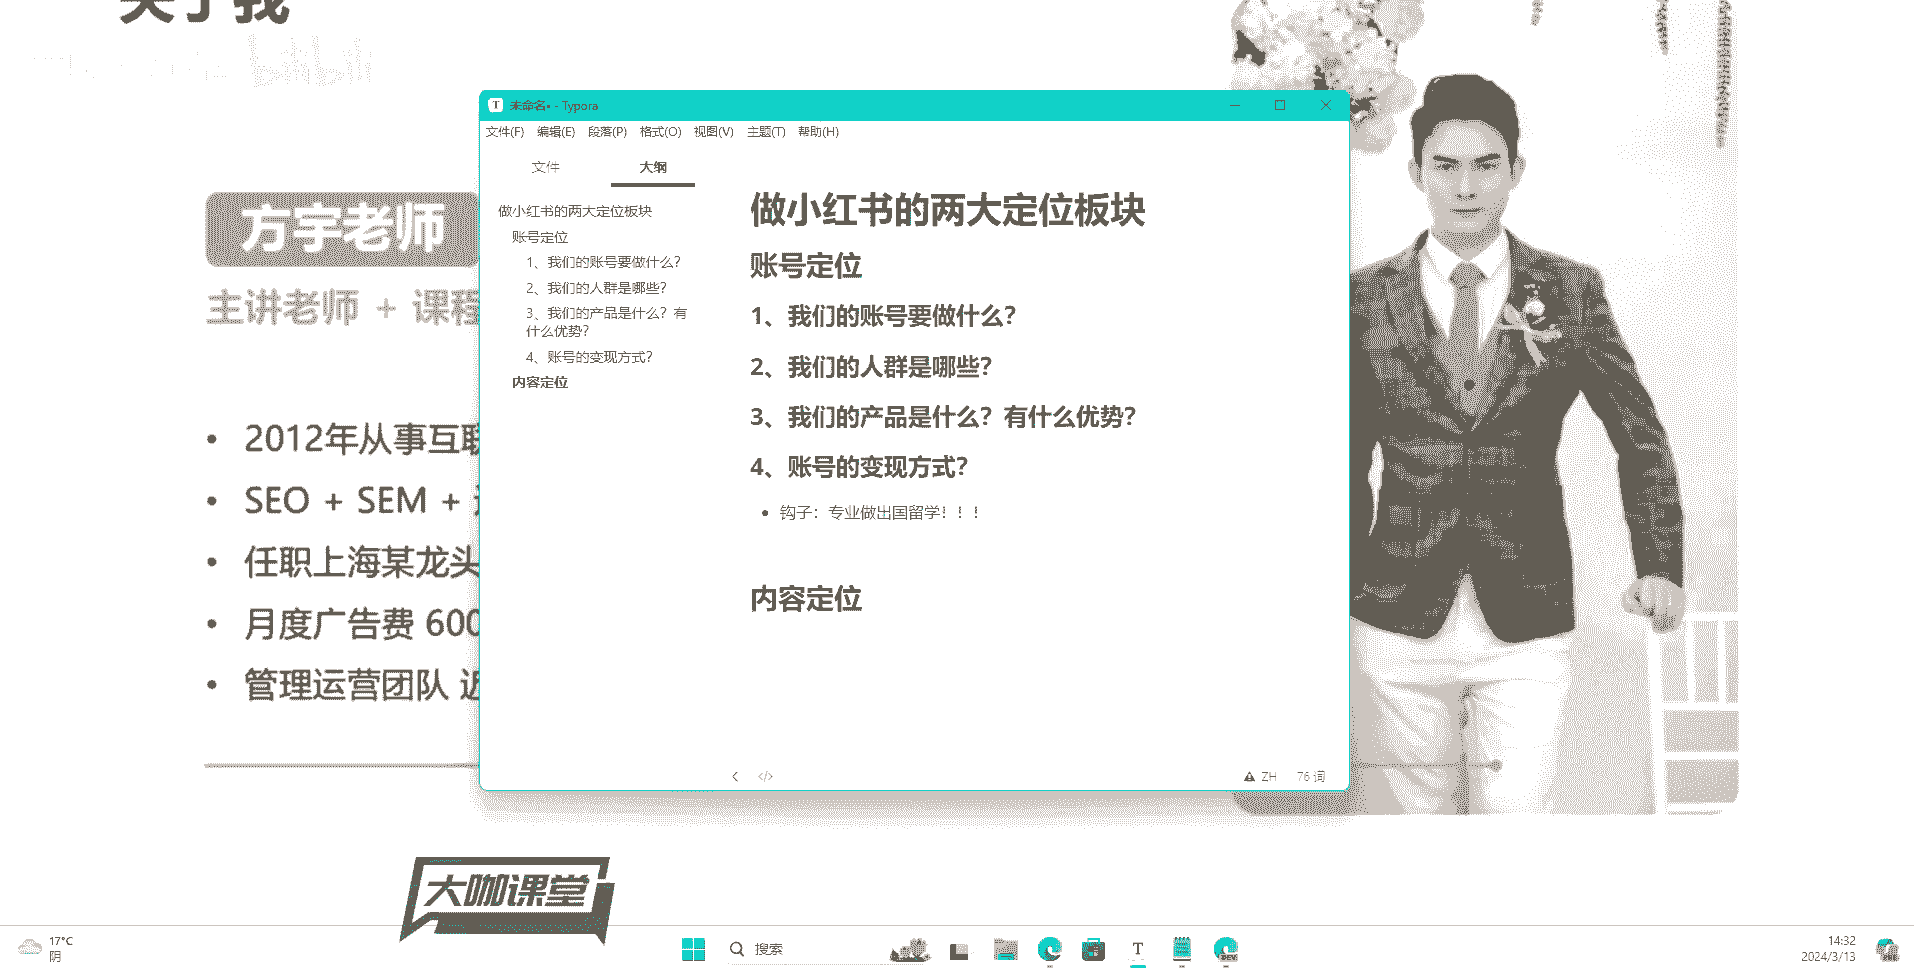 关于我
bilibili
方宇老师
主讲老师 + 课程
2012年从事互联
SEO + SEM +
任职上海某龙头
月度广告费 600
管理运营团队 近
未命名• - Typora
文件(F) 编辑(E) 段落(P) 格式(O) 视图(V) 主题(T) 帮助(H)
文件 大纲
做小红书的两大定位板块
账号定位
1、我们的账号要做什么?
2、我们的人群是哪些?
3、我们的产品是什么? 有
什么优势?
4、账号的变现方式?
内容定位
做小红书的两大定位板块
账号定位
1、我们的账号要做什么?
2、我们的人群是哪些?
3、我们的产品是什么? 有什么优势?
4、账号的变现方式?
钩子: 专业做出国留学! ! !
内容定位
ZH 76 词
大咖课堂
17°C
阴
搜索
DEV
14:32
2024/3/13